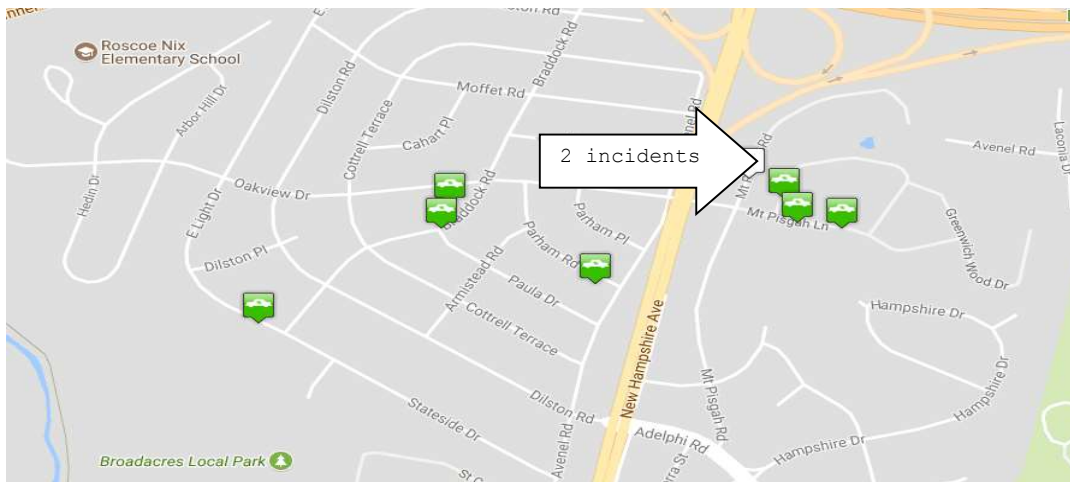 Roscoe Nix
Elementary School
Arbor Hill Dr
Hedin Dr
E Light Dr
Dilston Rd
Cottrell Terrace
Braddock Rd
Moffet Rd
Cahart Pl
Oakview Dr
Dilston Pl
Armistead Rd
Parham Pl
Parham Rd
Paula Dr
Cottrell Terrace
2 incidents
Avenel Rd
Laconia Dr
Mt Pisgah Ln
Greenwich Wood Dr
New Hampshire Ave
Hampshire Dr
Hampshire Dr
Hampshire Dr
Mt Pisgah Rd
Dilston Rd
Adelphi Rd
Stateside Dr
Avenel Rd
Broadacres Local Park